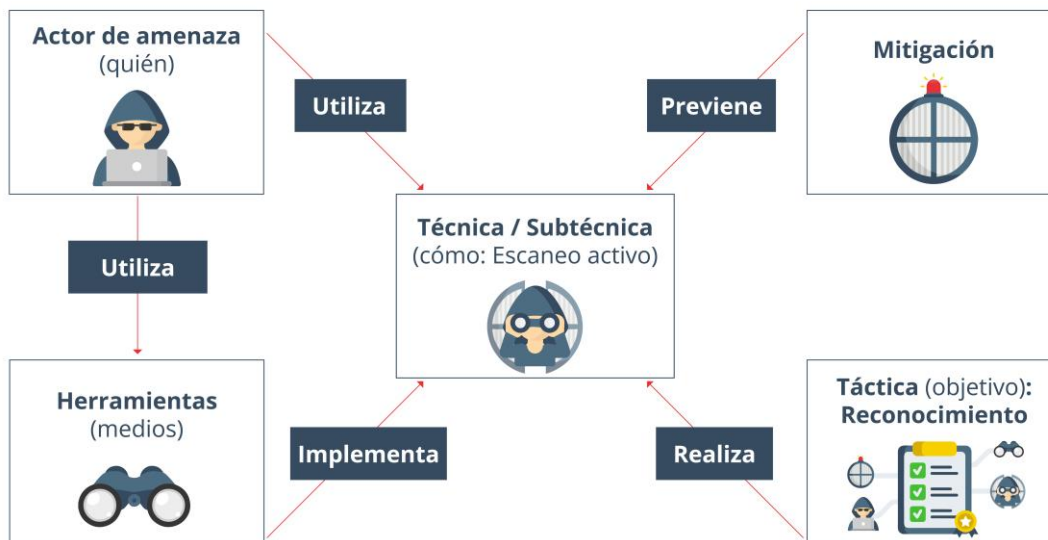 Actor de amenaza
(quién)
Utiliza
Previene
Mitigación
Utiliza
Técnica / Subtécnica
(cómo: Escaneo activo)
Herramientas
(medios)
Implementa
Realiza
Táctica (objetivo):
Reconocimiento